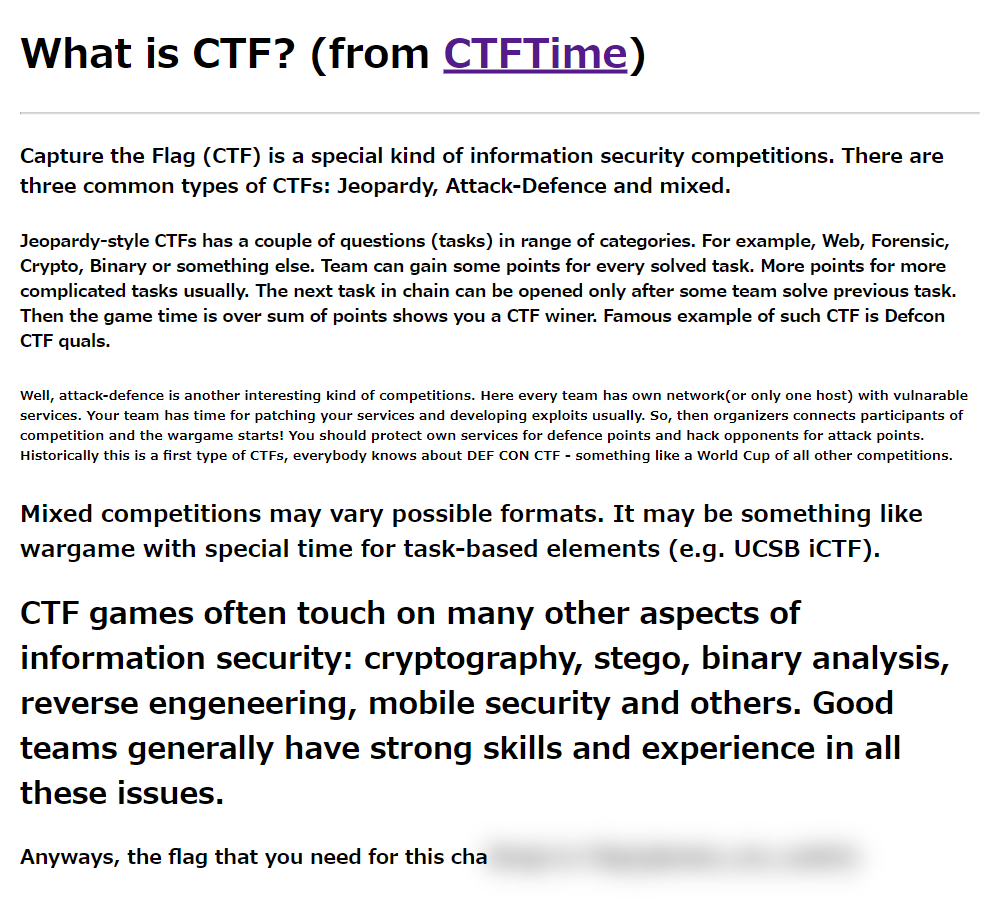 What is CTF? (from CTFTime)
Capture the Flag (CTF) is a special kind of information security competitions. There are
three common types of CTFs: Jeopardy, Attack-Defence and mixed.
Jeopardy-style CTFs has a couple of questions (tasks) in range of categories. For example, Web, Forensic,
Crypto, Binary or something else. Team can gain some points for every solved task. More points for more
complicated tasks usually. The next task in chain can be opened only after some team solve previous task.
Then the game time is over sum of points shows you a CTF winer. Famous example of such CTF is Defcon
CTF quals.
Well, attack-defence is another interesting kind of competitions. Here every team has own network(or only one host) with vulnarable
services. Your team has time for patching your services and developing exploits usually. So, then organizers connects participants of
competition and the wargame starts! You should protect own services for defence points and hack opponents for attack points.
Historically this is a first type of CTFs, everybody knows about DEF CON CTF - something like a World Cup of all other competitions.
Mixed competitions may vary possible formats. It may be something like
wargame with special time for task-based elements (e.g. UCSB iCTF).
CTF games often touch on many other aspects of
information security: cryptography, stego, binary analysis,
reverse engeneering, mobile security and others. Good
teams generally have strong skills and experience in all
these issues.
Anyways, the flag that you need for this cha